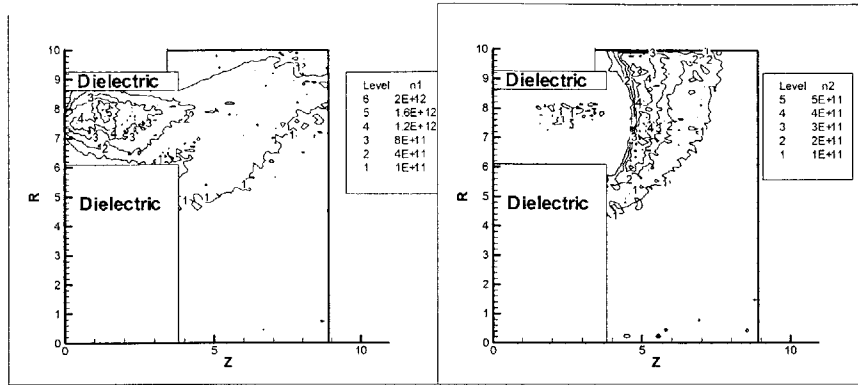 10
9
8
7
6
5
4
3
2
1
0
R
Dielectric
Dielectric
0
5
10
Z
Level n1
6 2E+12
5 1.6E+12
4 1.2E+12
3 8E+11
2 4E+11
1 1E+11
10
9
8
7
6
5
4
3
2
1
0
R
Dielectric
Dielectric
5
10
Z
Level n2
5 5E+11
4 4E+11
3 3E+11
2 2E+11
1 1E+11